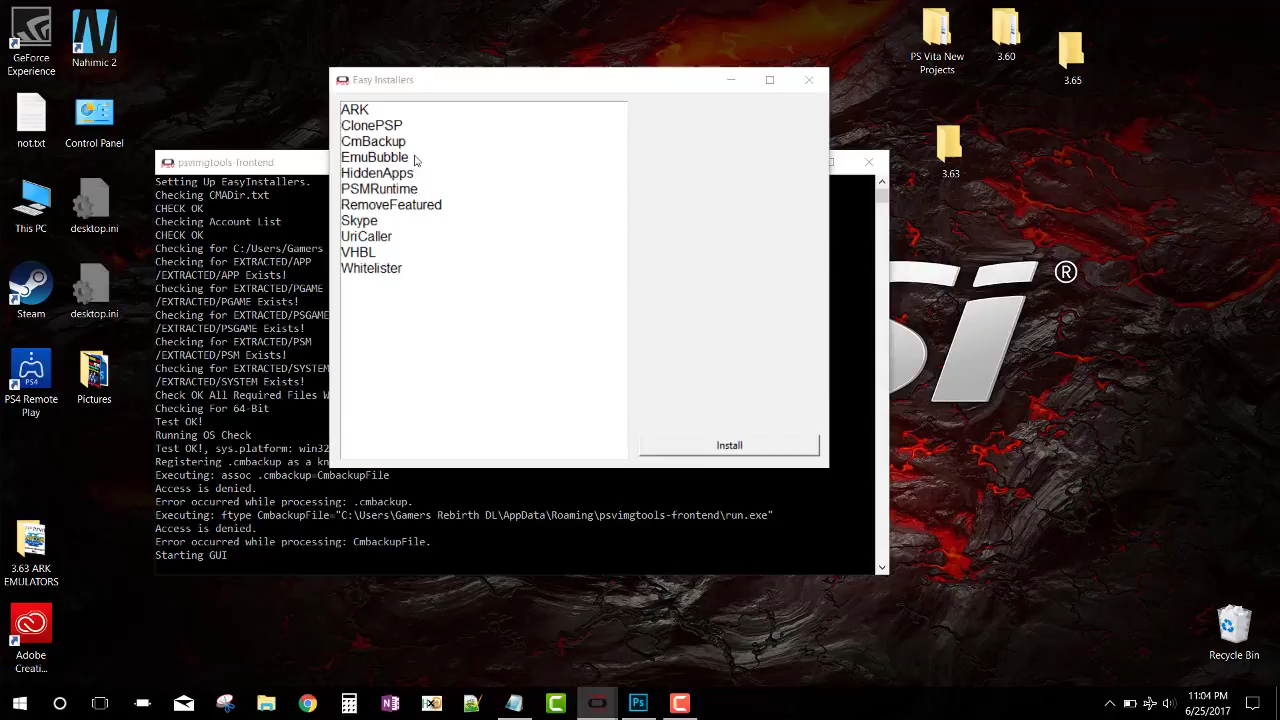 GeForce
Experience
Nahimic 2
PS Vita New
Projects
3.60
3.65
not.txt
Control Panel
3.63
This PC
desktop.ini
Steam
desktop.ini
PS4 Remote
Play
Pictures
3.63 ARK
EMULATORS
Adobe
Creati...
Recycle Bin
Easy Installers
ARK
ClonePSP
CmBackup
EmuBubble
HiddenApps
PSMRuntime
RemoveFeatured
Skype
UriCaller
VHBL
Whitelister
Install
psvimgtools-frontend
Setting Up EasyInstallers.
Checking CMADir.txt
CHECK OK
Checking Account List
CHECK OK
Checking for C:/Users/Gamers
Checking for EXTRACTED/APP
/EXTRACTED/APP Exists!
Checking for EXTRACTED/PGAME
/EXTRACTED/PGAME Exists!
Checking for EXTRACTED/PSGAME
/EXTRACTED/PSGAME Exists!
Checking for EXTRACTED/PSM
/EXTRACTED/PSM Exists!
Checking for EXTRACTED/SYSTEM
/EXTRACTED/SYSTEM Exists!
Check OK All Required Files W
Checking For 64-Bit
Test OK!
Running OS Check
Test OK!, sys.platform: win32
Registering .cmbackup as a kn
Executing: assoc .cmbackup=CmbackupFile
Access is denied.
Error occurred while processing: .cmbackup.
Executing: ftype CmbackupFile="C:\Users\Gamers Rebirth DL\AppData\Roaming\psvimgtools-frontend\run.exe"
Access is denied.
Error occurred while processing: CmbackupFile.
Starting GUI
si ®
11:04 PM
6/25/2017